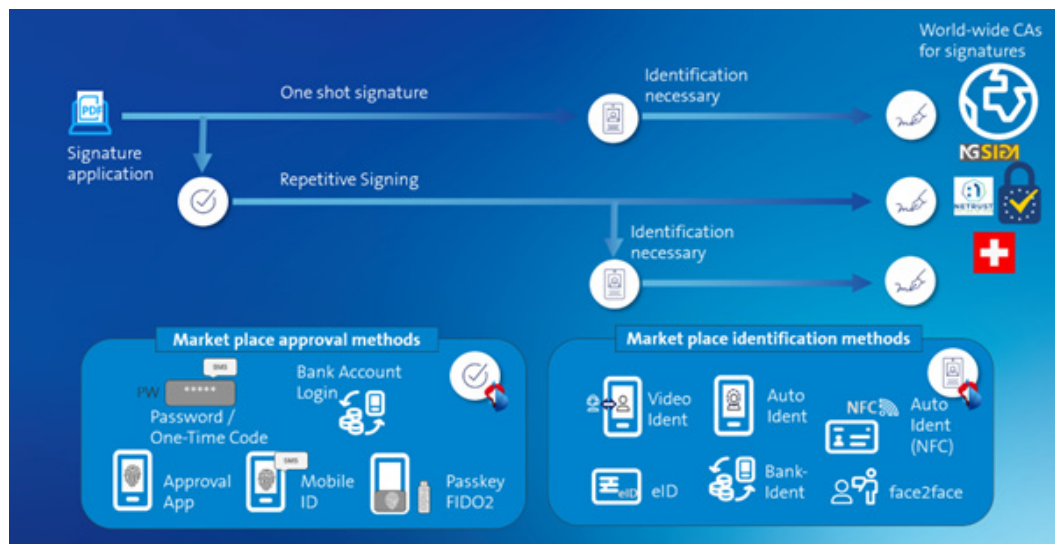 World-wide CAs
for signatures
One shot signature
Identification
necessary
PDF
Signature
application
NGSIGN
Repetitive Signing
NETRUST
Identification
necessary
Market place approval methods
SMS
PW *****
Password /
One-Time Code
Bank Account
Login
Approval
App
SMS
Mobile
ID
Passkey
FIDO2
Market place identification methods
Video
Ident
Auto
Ident
NFC
Auto
Ident
(NFC)
eID
eID
Bank-
Ident
face2face